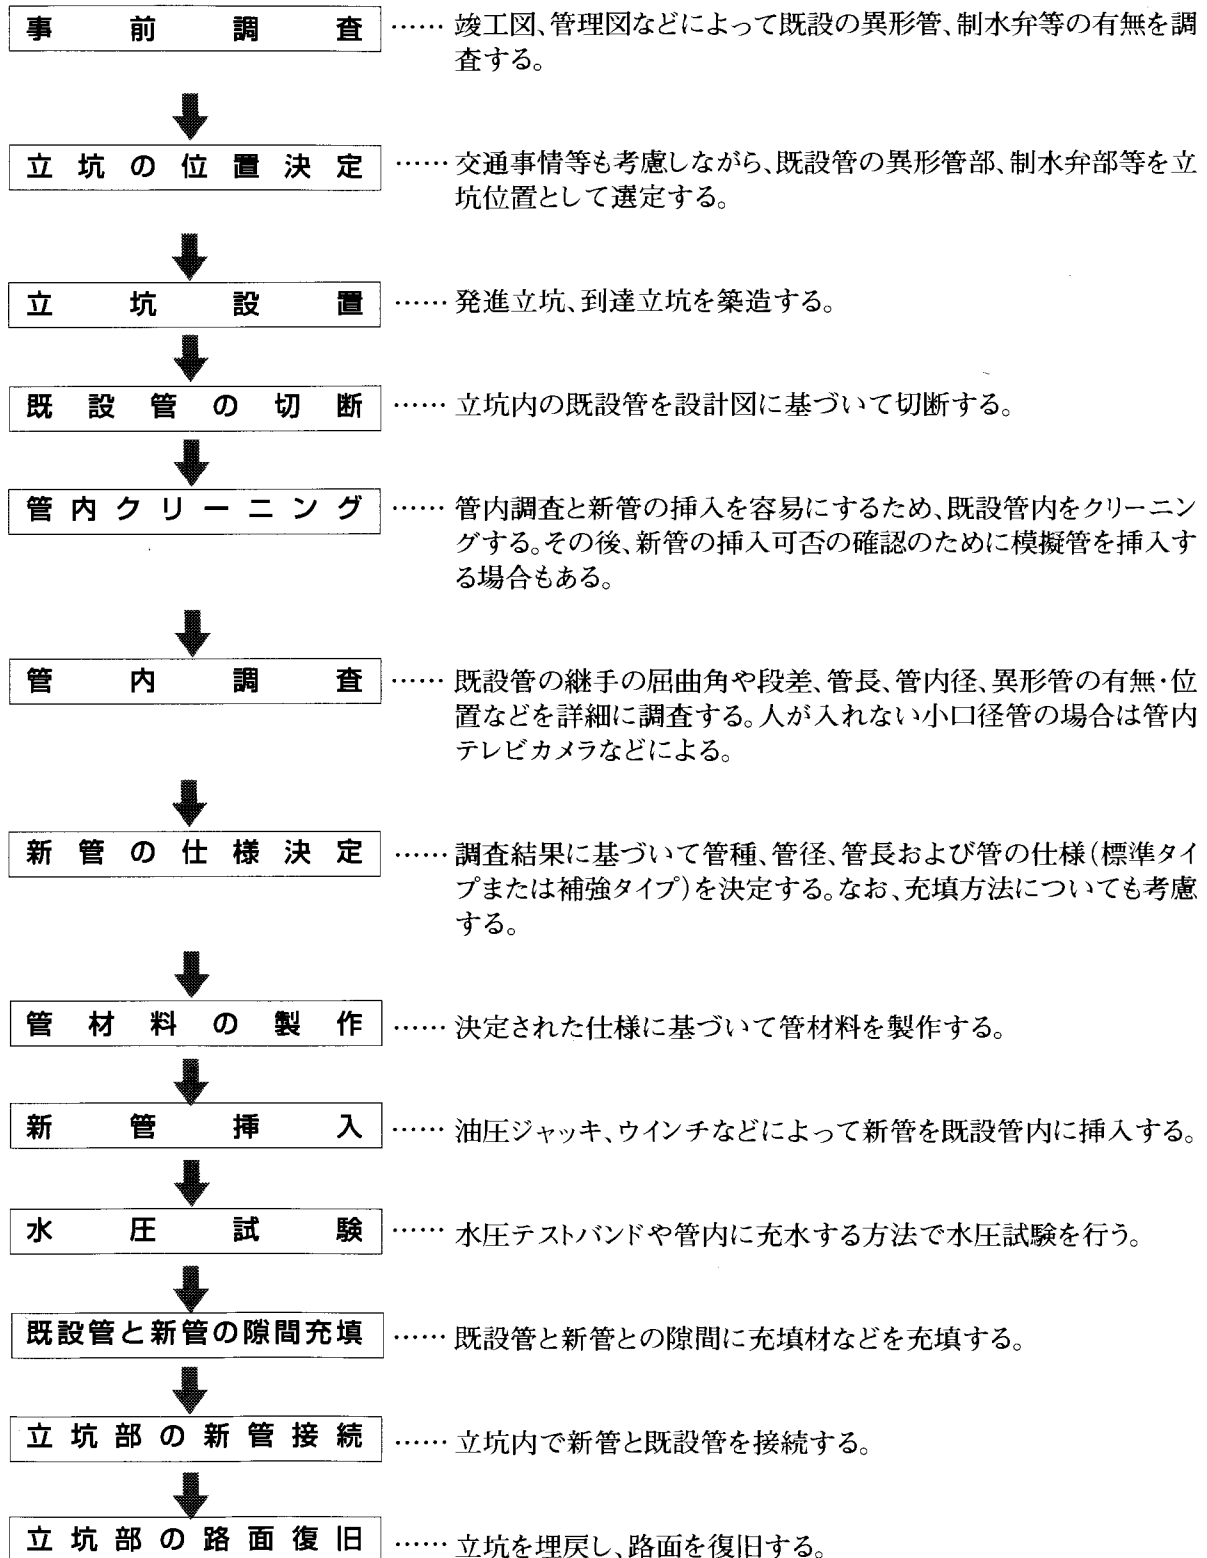 事前調査 …… 竣工図、管理図などによって既設の異形管、制水弁等の有無を調
査する。
立坑の位置決定 …… 交通事情等も考慮しながら、既設管の異形管部、制水弁部等を立
坑位置として選定する。
立坑設置 …… 発進立坑、到達立坑を築造する。
既設管の切断 …… 立坑内の既設管を設計図に基づいて切断する。
管内クリーニング …… 管内調査と新管の挿入を容易にするため、既設管内をクリーニン
グする。その後、新管の挿入可否の確認のために模擬管を挿入す
る場合もある。
管内調査 …… 既設管の継手の屈曲角や段差、管長、管内径、異形管の有無・位
置などを詳細に調査する。人が入れない小口径管の場合は管内
テレビカメラなどによる。
新管の仕様決定 …… 調査結果に基づいて管種、管径、管長および管の仕様(標準タイ
プまたは補強タイプ)を決定する。なお、充填方法についても考慮
する。
管材料の製作 …… 決定された仕様に基づいて管材料を製作する。
新管挿入 …… 油圧ジャッキ、ウインチなどによって新管を既設管内に挿入する。
水圧試験 …… 水圧テストバンドや管内に充水する方法で水圧試験を行う。
既設管と新管の隙間充填 …… 既設管と新管との隙間に充填材などを充填する。
立坑部の新管接続 …… 立坑内で新管と既設管を接続する。
立坑部の路面復旧 …… 立坑を埋戻し、路面を復旧する。